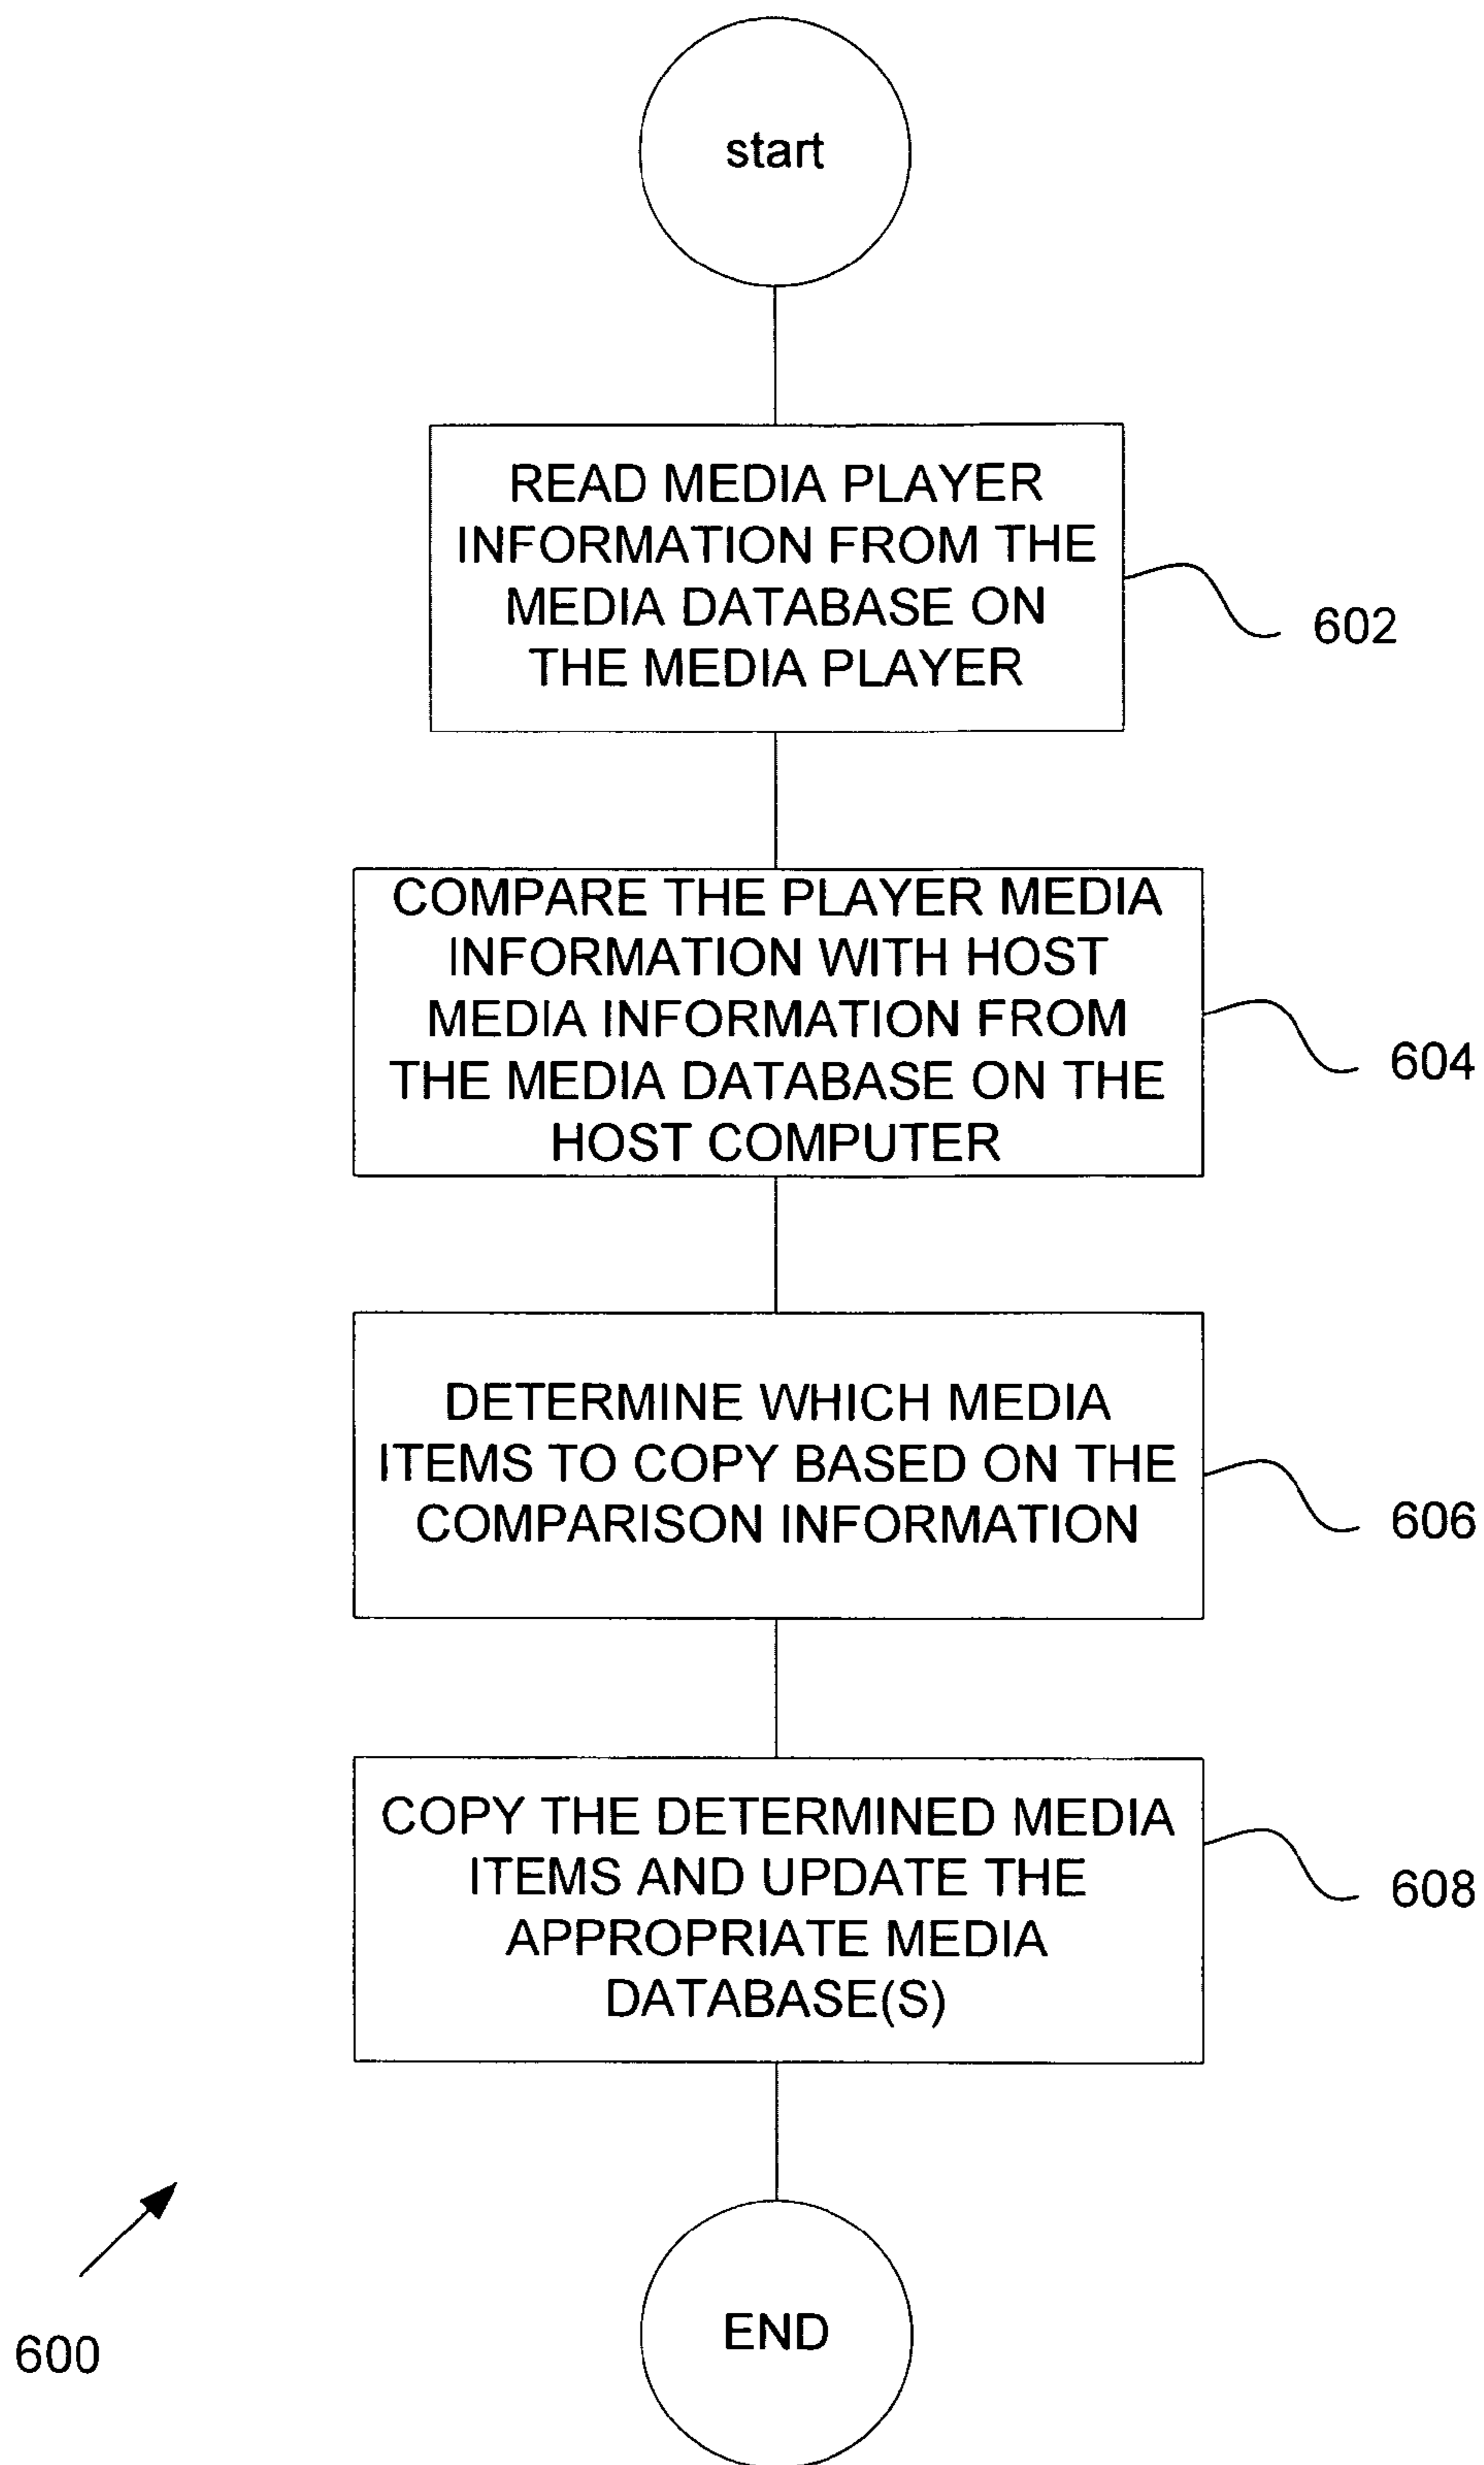 start
READ MEDIA PLAYER
INFORMATION FROM THE
MEDIA DATABASE ON
THE MEDIA PLAYER
602
COMPARE THE PLAYER MEDIA
INFORMATION WITH HOST
MEDIA INFORMATION FROM
THE MEDIA DATABASE ON THE
HOST COMPUTER
604
DETERMINE WHICH MEDIA
ITEMS TO COPY BASED ON THE
COMPARISON INFORMATION
606
COPY THE DETERMINED MEDIA
ITEMS AND UPDATE THE
APPROPRIATE MEDIA
DATABASE(S)
608
END
600